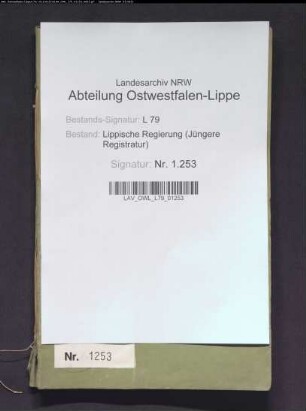 Landesarchiv NRW
Abteilung Ostwestfalen-Lippe
Bestands-Signatur: L 79
Bestand: Lippische Regierung (Jüngere
Registratur)
Signatur: Nr. 1.253
LAV_OWL_L79_01253
Nr. 1253